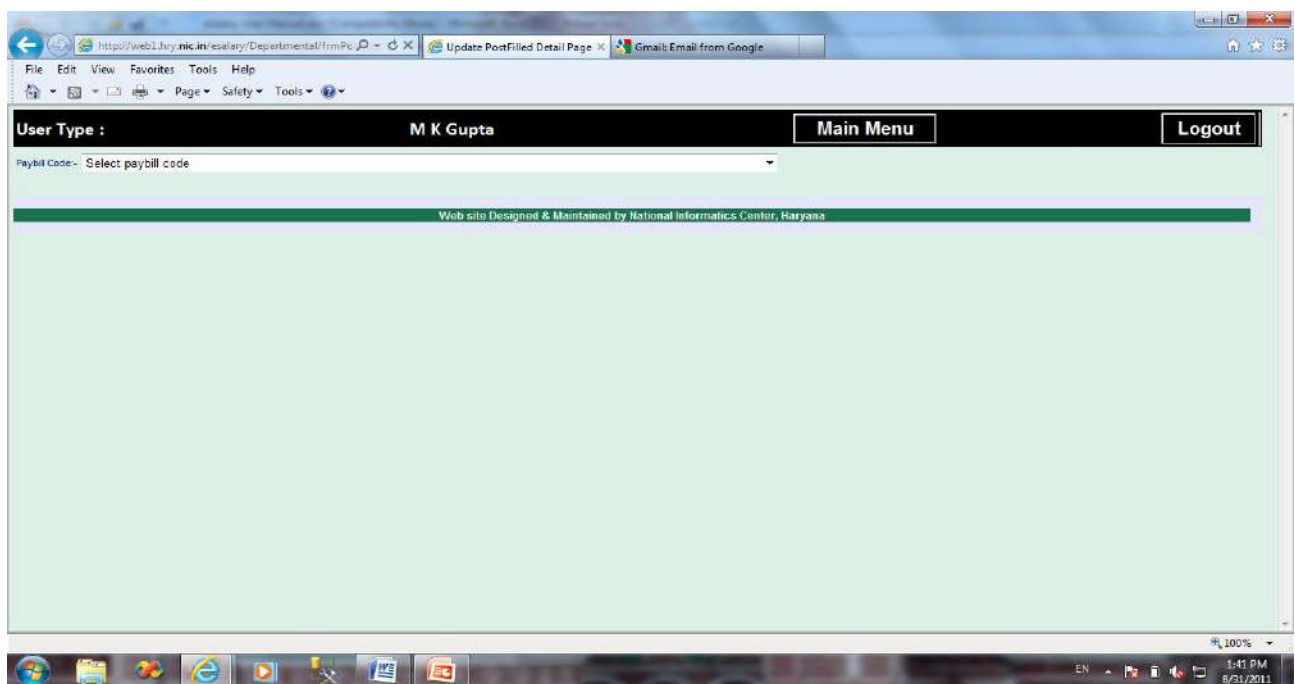 http://web1.hry.nic.in/esalary/Departmental/frmPc
Update PostFilled Detail Page
Gmail: Email from Google
File Edit View Favorites Tools Help
Page Safety Tools
User Type : M K Gupta Main Menu Logout
Paybill Code:- Select paybill code
Web site Designed & Maintained by National Informatics Center, Haryana
100%
EN 1:41 PM
8/31/2011